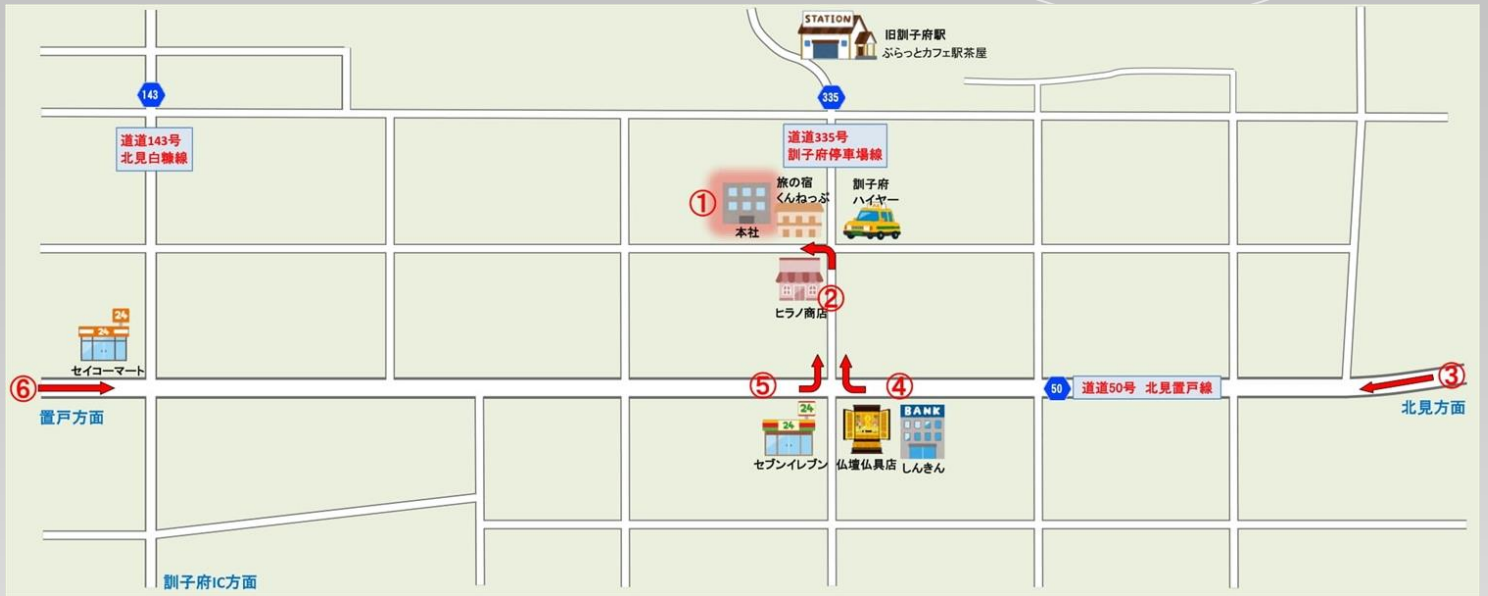 STATION
旧訓子府駅
ぷらっとカフェ駅茶屋
143
335
道道143号
北見白糠線
道道335号
訓子府停車場線
①
旅の宿
くんねっぷ
訓子府
ハイヤー
本社
②
ヒラノ商店
24
24
セイコーマート
⑥
⑤
④
50
道道50号 北見置戸線
③
置戸方面
北見方面
24
24
BANK
セブンイレブン
仏壇仏具店
しんきん
訓子府IC方面